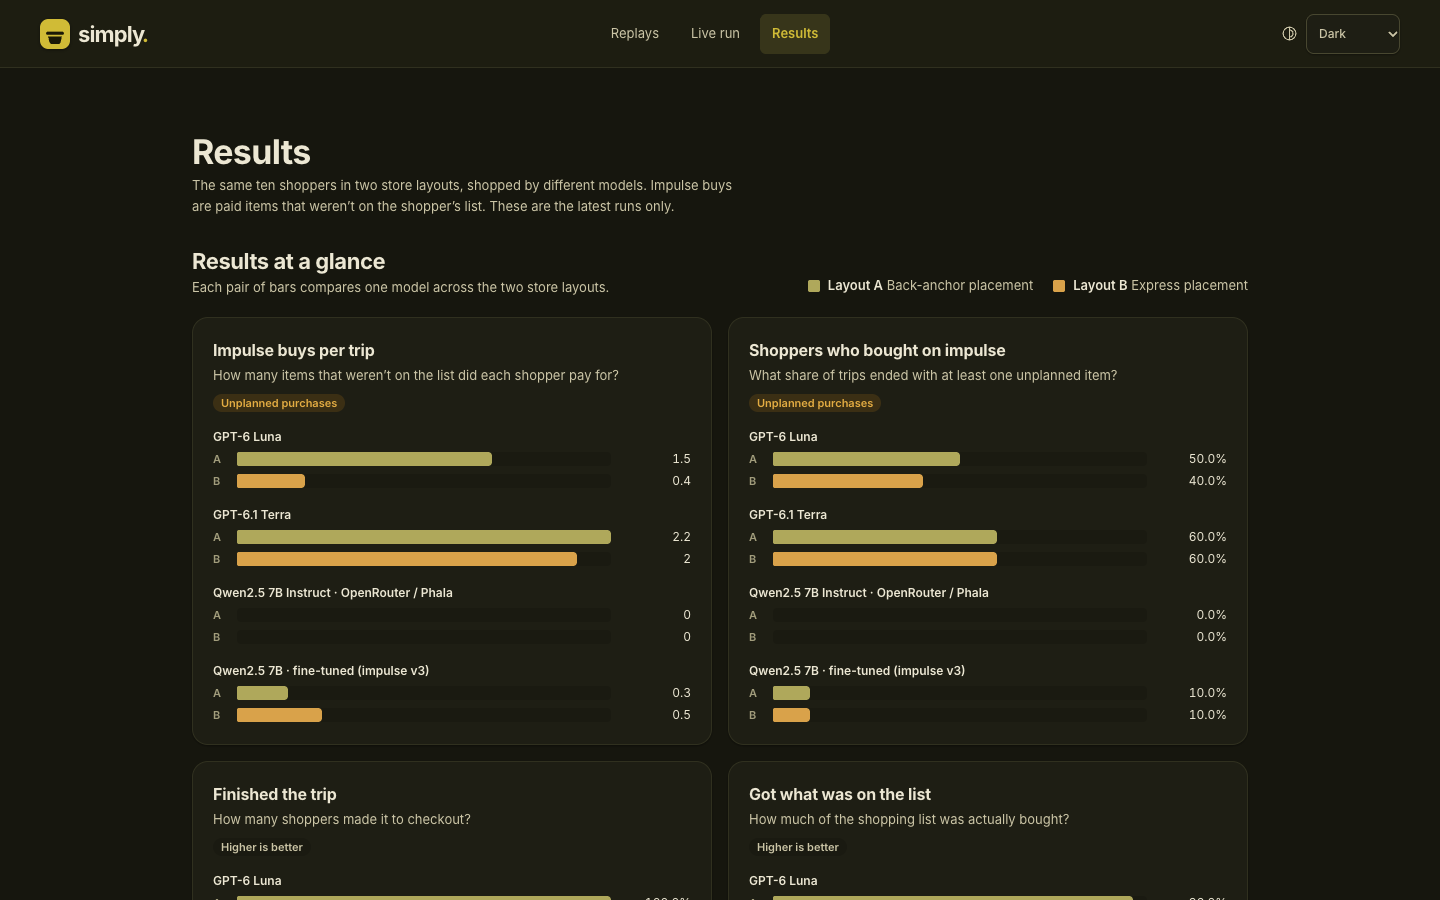 simply.
Replays
Live run
Results
Dark
Results
The same ten shoppers in two store layouts, shopped by different models. Impulse buys
are paid items that weren’t on the shopper’s list. These are the latest runs only.
Results at a glance
Each pair of bars compares one model across the two store layouts.
Layout A Back-anchor placement
Layout B Express placement
Impulse buys per trip
How many items that weren’t on the list did each shopper pay for?
Unplanned purchases
GPT-6 Luna
A 1.5
B 0.4
GPT-6.1 Terra
A 2.2
B 2
Qwen2.5 7B Instruct · OpenRouter / Phala
A 0
B 0
Qwen2.5 7B · fine-tuned (impulse v3)
A 0.3
B 0.5
Shoppers who bought on impulse
What share of trips ended with at least one unplanned item?
Unplanned purchases
GPT-6 Luna
A 50.0%
B 40.0%
GPT-6.1 Terra
A 60.0%
B 60.0%
Qwen2.5 7B Instruct · OpenRouter / Phala
A 0.0%
B 0.0%
Qwen2.5 7B · fine-tuned (impulse v3)
A 10.0%
B 10.0%
Finished the trip
How many shoppers made it to checkout?
Higher is better
GPT-6 Luna
Got what was on the list
How much of the shopping list was actually bought?
Higher is better
GPT-6 Luna